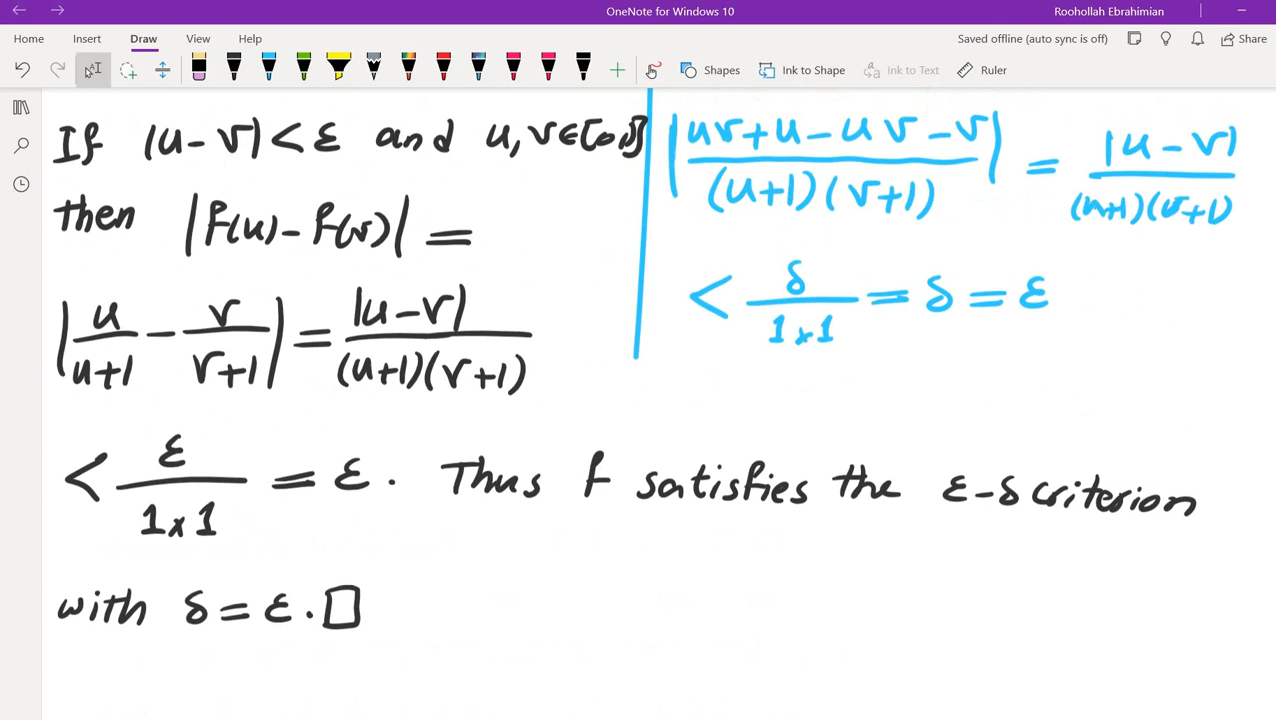 OneNote for Windows 10
Roohollah Ebrahimian
Home Insert Draw View Help
Saved offline (auto sync is off)
Share
Shapes
Ink to Shape
Ink to Text
Ruler
If |u-v|<ε and u,v∈[0,1]
then |f(u)-f(v)| =
|u/(u+1) - v/(v+1)| = |u-v|/((u+1)(v+1))
< ε/(1×1) = ε. Thus f satisfies the ε-δ criterion
with δ=ε.□
|(uv+u-uv-v)/((u+1)(v+1))| = |u-v|/((u+1)(v+1)
< δ/(1×1) = δ = ε